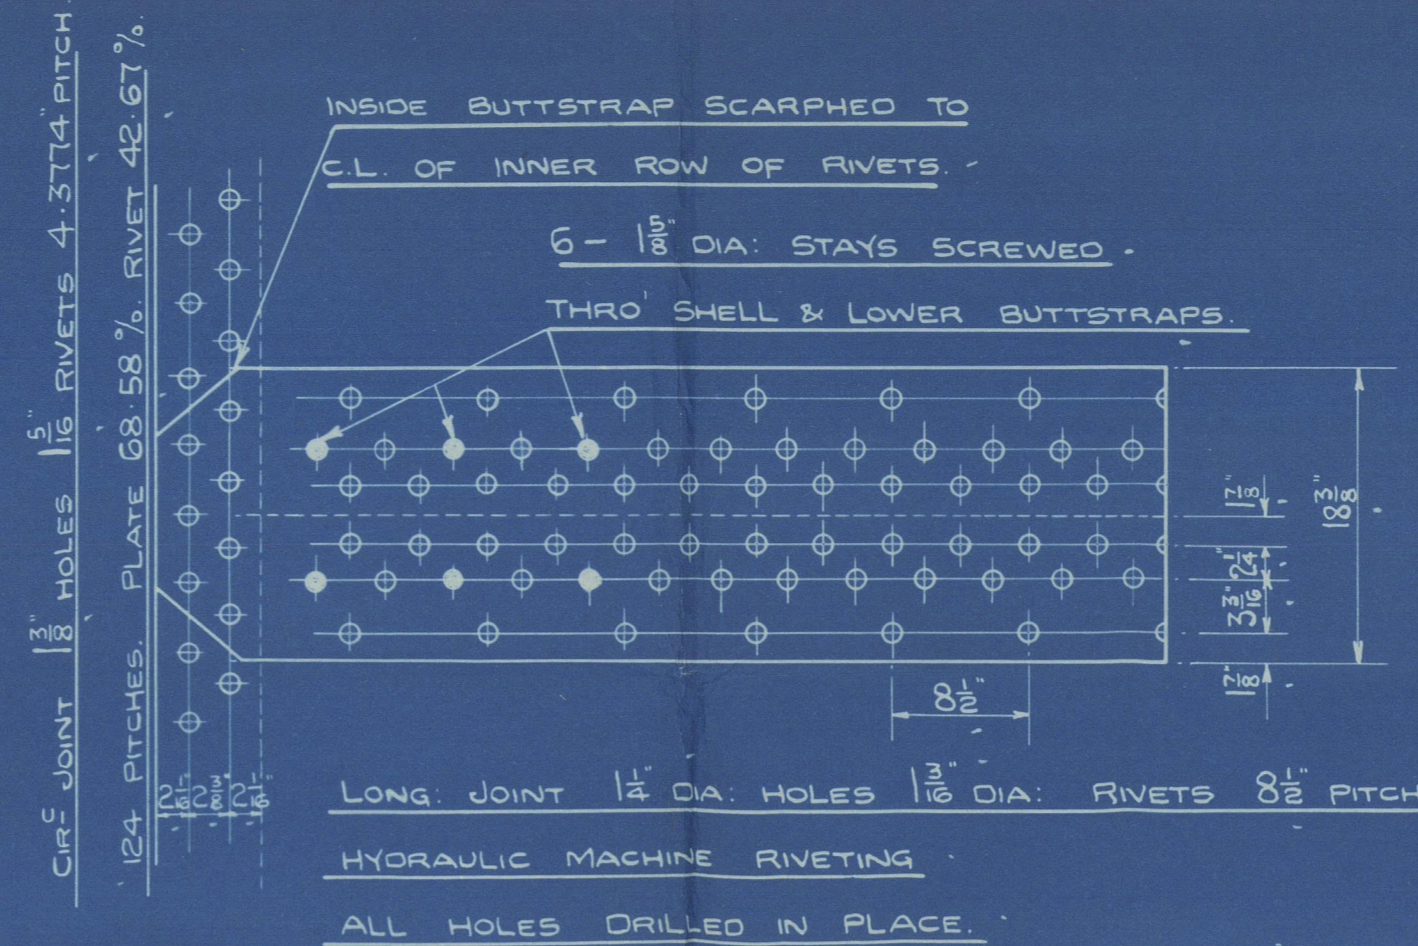 CIRᶜ JOINT 1 3/8" HOLES 1 5/16" RIVETS 4.3774" PITCH.
124 PITCHES. PLATE 68.58%. RIVET 42.67%.
INSIDE BUTTSTRAP SCARPHED TO
C.L. OF INNER ROW OF RIVETS.
6 - 1 5/8" DIA: STAYS SCREWED.
THRO' SHELL & LOWER BUTTSTRAPS.
1 7/8"
18 3/8"
2 1/4"
3 3/16"
1 7/8"
8 1/2"
2 1/16" 2 3/8" 2 1/16"
LONG: JOINT 1 1/4" DIA: HOLES 1 3/16" DIA: RIVETS 8 1/2" PITCH
HYDRAULIC MACHINE RIVETING
ALL HOLES DRILLED IN PLACE.